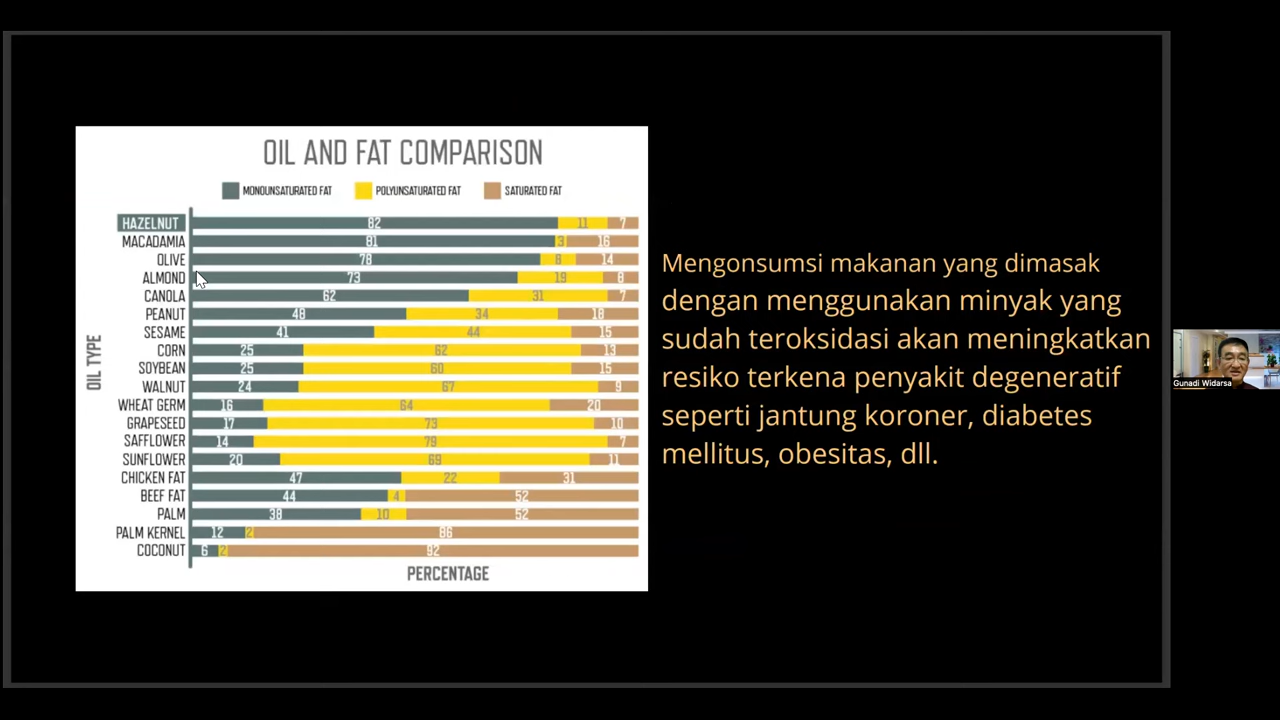 OIL AND FAT COMPARISON
MONOUNSATURATED FAT POLYUNSATURATED FAT SATURATED FAT
OIL TYPE
HAZELNUT 82 11 7
MACADAMIA 81 3 16
OLIVE 78 8 14
ALMOND 73 19 8
CANOLA 62 31 7
PEANUT 48 34 18
SESAME 41 44 15
CORN 25 62 13
SOYBEAN 25 60 15
WALNUT 24 67 9
WHEAT GERM 16 64 20
GRAPESEED 17 73 10
SAFFLOWER 14 79 7
SUNFLOWER 20 69 11
CHICKEN FAT 47 22 31
BEEF FAT 44 4 52
PALM 38 10 52
PALM KERNEL 12 2 86
COCONUT 6 2 92
PERCENTAGE
Mengonsumsi makanan yang dimasak
dengan menggunakan minyak yang
sudah teroksidasi akan meningkatkan
resiko terkena penyakit degeneratif
seperti jantung koroner, diabetes
mellitus, obesitas, dll.
Gunadi Widarsa